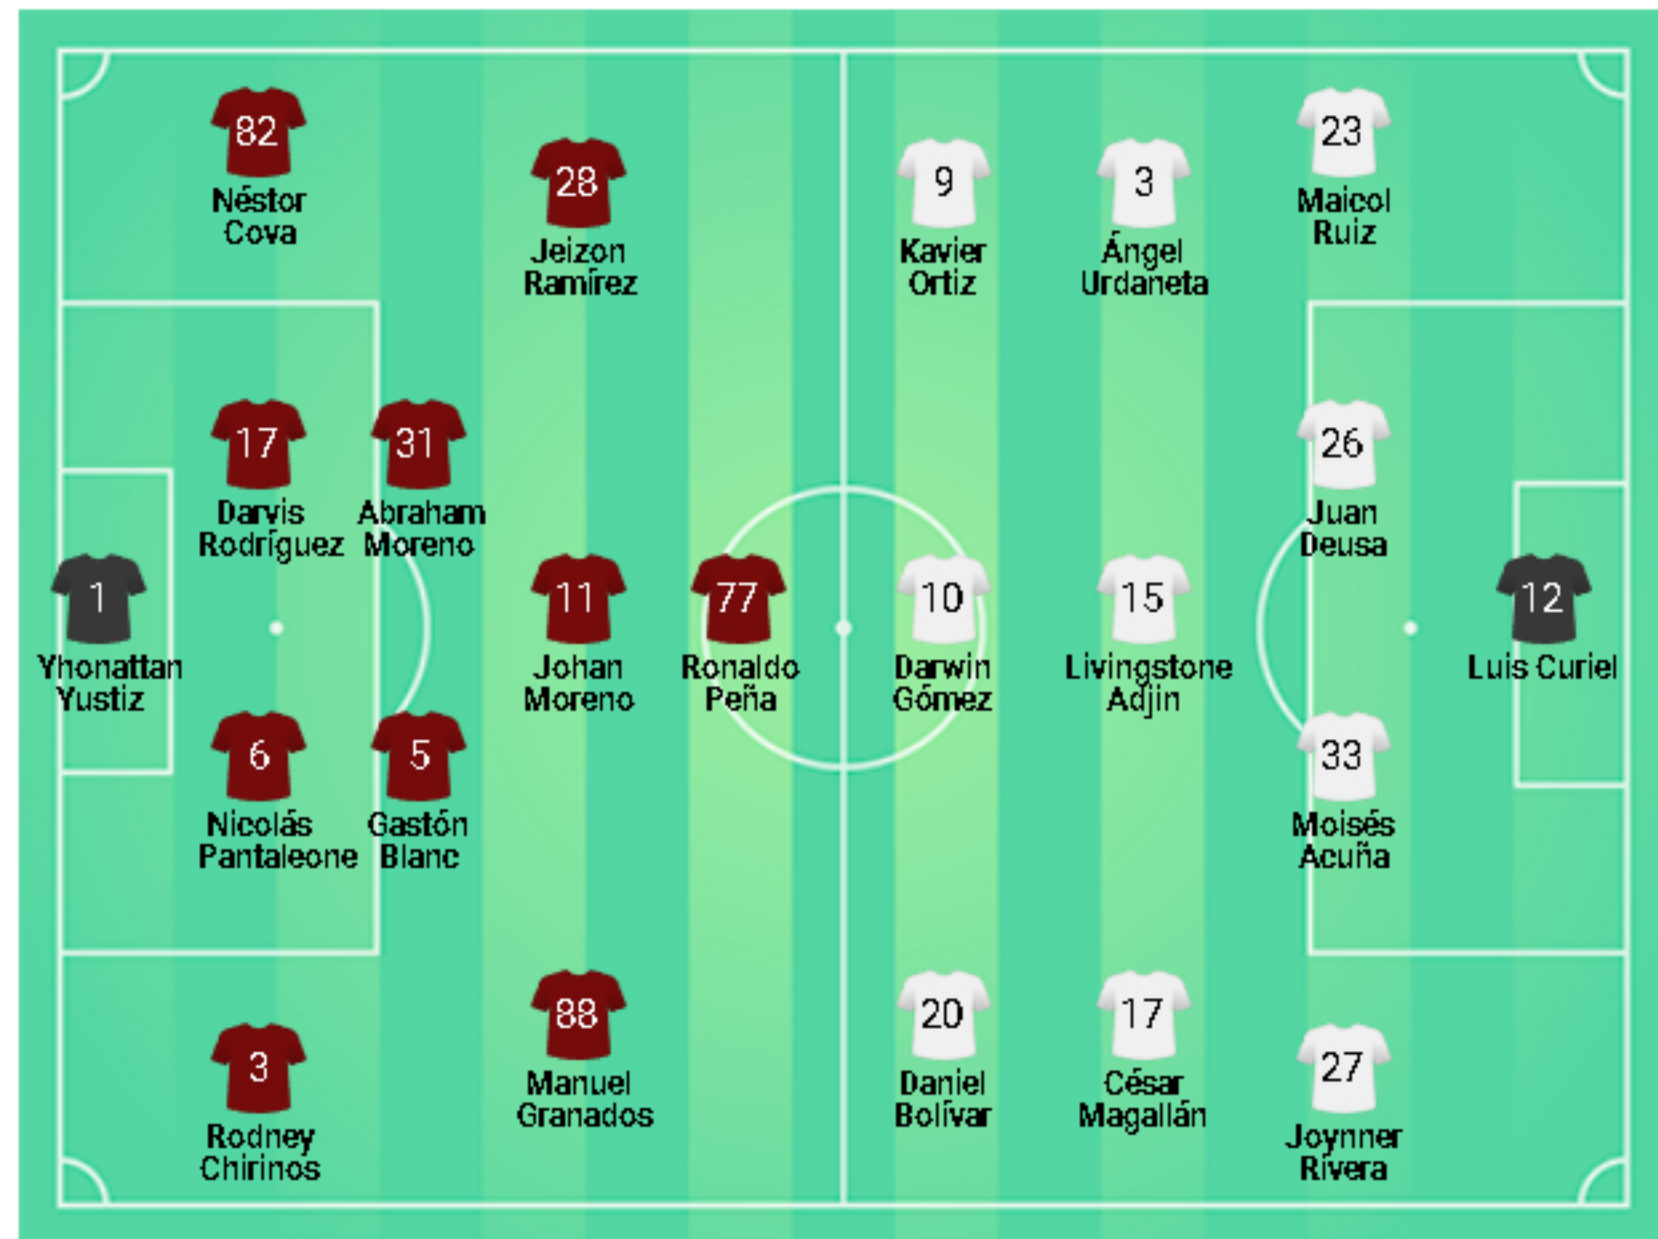 82
Néstor
Cova
28
Jeizon
Ramírez
9
Kavier
Ortiz
3
Ángel
Urdaneta
23
Maicol
Ruiz
17
Darvis
Rodríguez
31
Abraham
Moreno
26
Juan
Deusa
1
Yhonattan
Yustiz
11
Johan
Moreno
77
Ronaldo
Peña
10
Darwin
Gómez
15
Livingstone
Adjin
12
Luis Curiel
6
Nicolás
Pantaleone
5
Gastón
Blanc
33
Moisés
Acuña
3
Rodney
Chirinos
88
Manuel
Granados
20
Daniel
Bolívar
17
César
Magallán
27
Joynner
Rivera